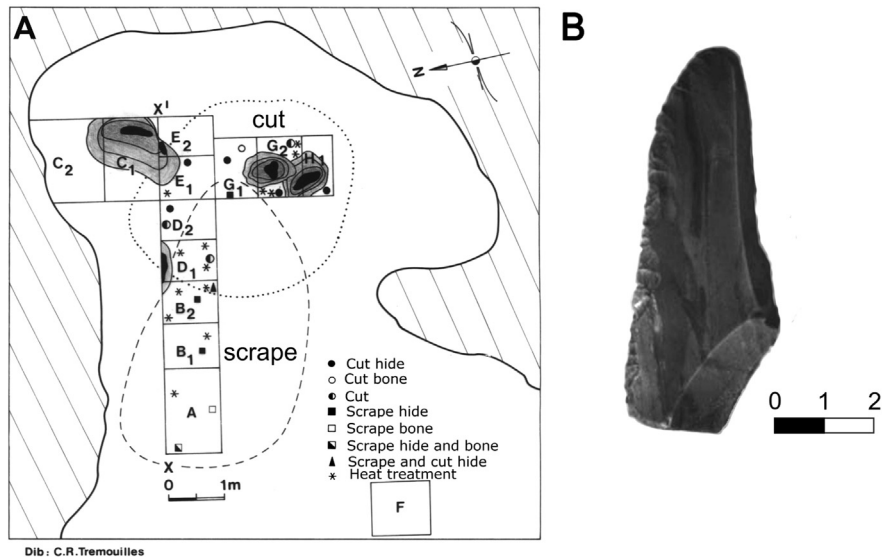 A
B
N
X'
cut
C2
C1
E2
E1
G2
H1
G1
D2
D1
B2
B1
scrape
A
X
0 1m
Cut hide
Cut bone
Cut
Scrape hide
Scrape bone
Scrape hide and bone
Scrape and cut hide
* Heat treatment
F
0 1 2
Dib: C.R.Tremouilles